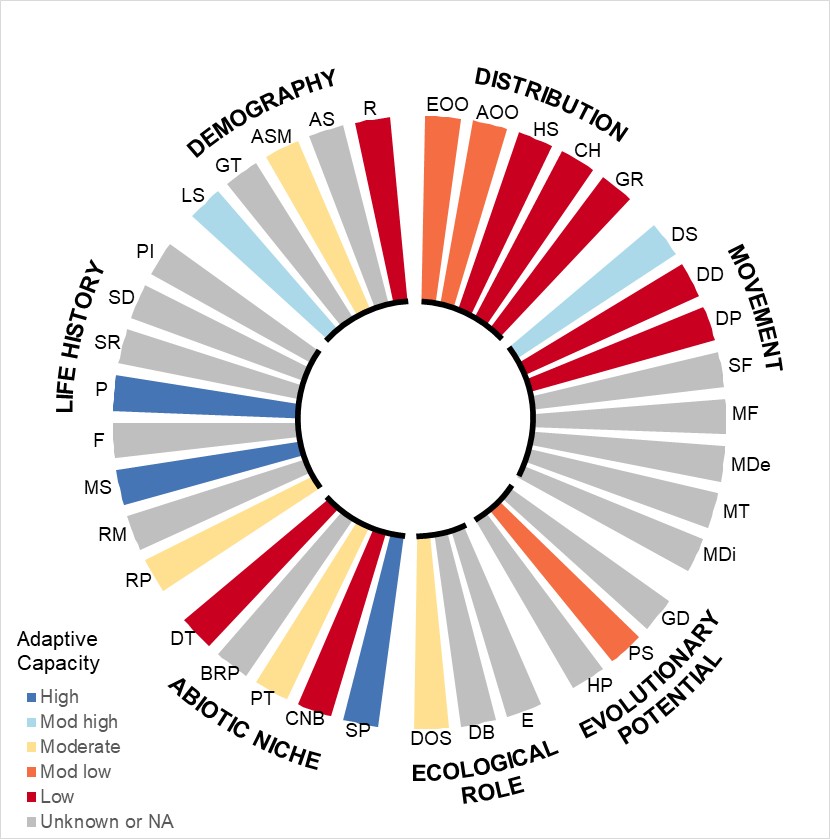 DISTRIBUTION
EOO
AOO
HS
CH
GR
MOVEMENT
DS
DD
DP
SF
MF
MDe
MT
MDi
EVOLUTIONARY
POTENTIAL
GD
PS
HP
ECOLOGICAL
ROLE
E
DB
DOS
ABIOTIC NICHE
SP
CNB
PT
BRP
DT
LIFE HISTORY
RP
RM
MS
F
P
SR
SD
PI
DEMOGRAPHY
LS
GT
ASM
AS
R
Adaptive
Capacity
High
Mod high
Moderate
Mod low
Low
Unknown or NA